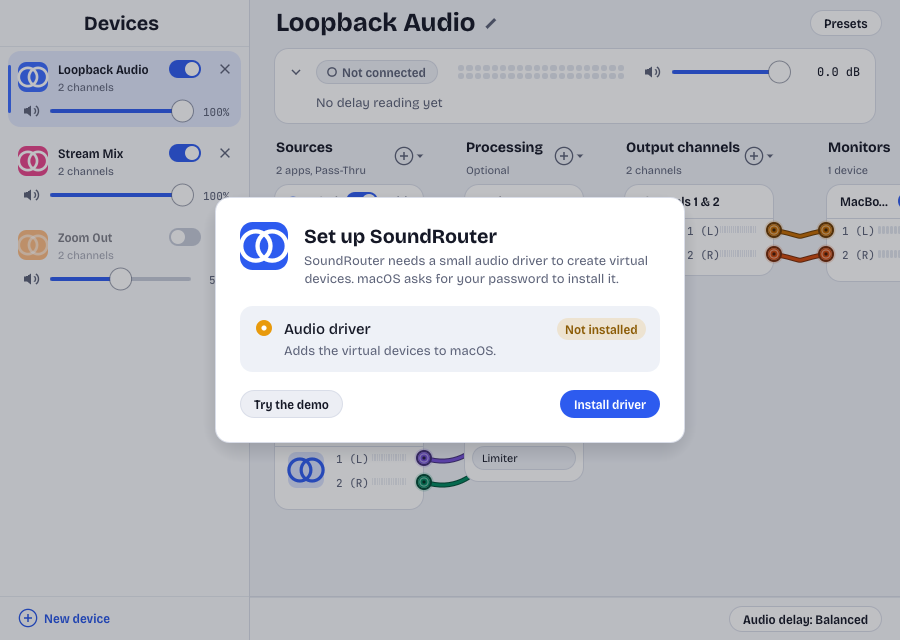 Devices
Loopback Audio
2 channels
100%
Stream Mix
2 channels
100%
Zoom Out
2 channels
New device
Loopback Audio
Presets
Not connected
0.0 dB
No delay reading yet
Sources
2 apps, Pass-Thru
Processing
Optional
Output channels
2 channels
Monitors
1 device
ls 1 & 2
1 (L)
2 (R)
MacBo...
1 (L)
2 (R)
Set up SoundRouter
SoundRouter needs a small audio driver to create virtual
devices. macOS asks for your password to install it.
Audio driver
Not installed
Adds the virtual devices to macOS.
Try the demo
Install driver
1 (L)
2 (R)
Limiter
Audio delay: Balanced